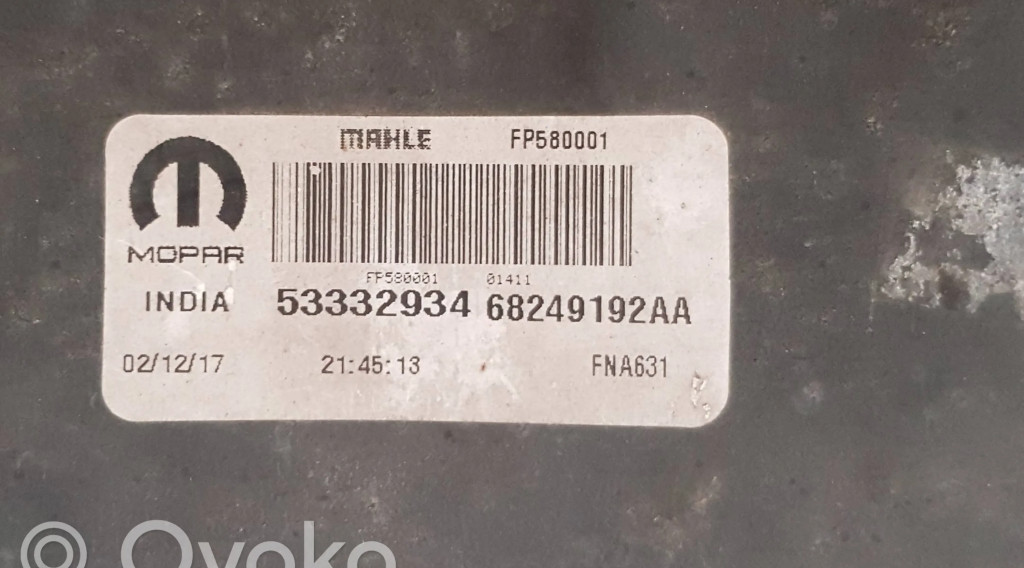 MAHLE FP580001
MOPAR
FP580001 01411
INDIA 53332934 68249192AA
02/12/17 21:45:13 FNA631
© Ovoko